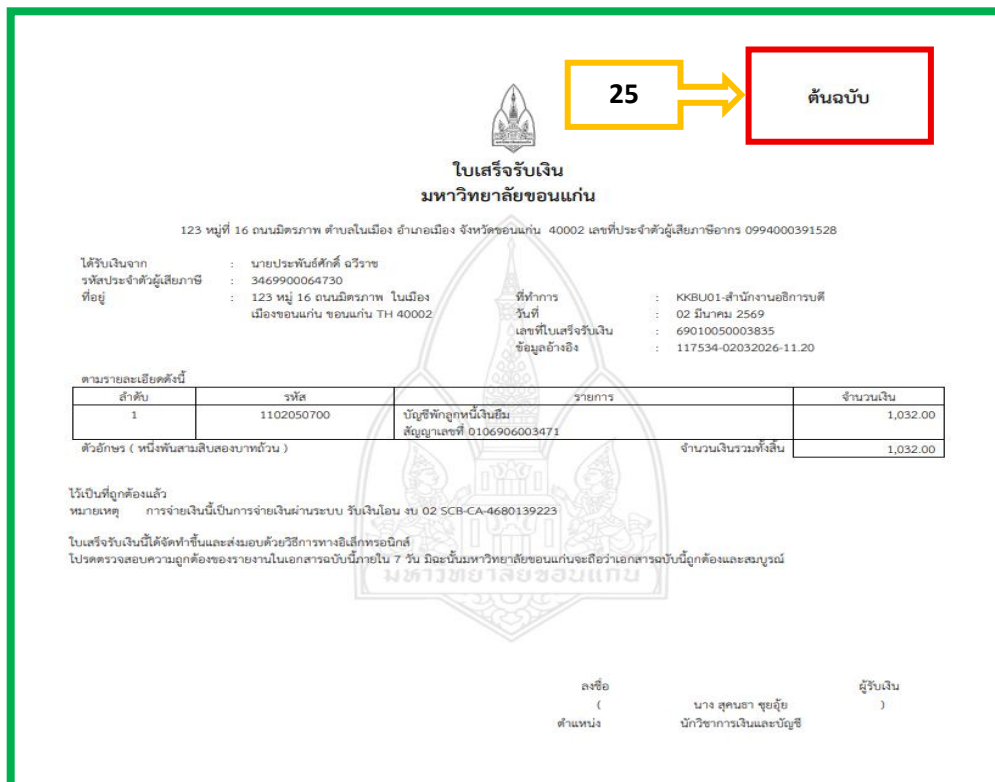 25
ต้นฉบับ
ใบเสร็จรับเงิน
มหาวิทยาลัยขอนแก่น
123 หมู่ที่ 16 ถนนมิตรภาพ ตำบลในเมือง อำเภอเมือง จังหวัดขอนแก่น 40002 เลขที่ประจำตัวผู้เสียภาษีอากร 0994000391528
ได้รับเงินจาก : นายประพันธ์ศักดิ์ ฉวีราช
รหัสประจำตัวผู้เสียภาษี : 3469900064730
ที่อยู่ : 123 หมู่ 16 ถนนมิตรภาพ ในเมือง
เมืองขอนแก่น ขอนแก่น TH 40002
ที่ทำการ : KKBU01-สำนักงานอธิการบดี
วันที่ : 02 มีนาคม 2569
เลขที่ใบเสร็จรับเงิน : 69010050003835
ข้อมูลอ้างอิง : 117534-02032026-11.20
ตามรายละเอียดดังนี้
ลำดับ รหัส รายการ จำนวนเงิน
1 1102050700 บัญชีพักลูกหนี้เงินยืม 1,032.00
สัญญาเลขที่ 0106906003471
ตัวอักษร ( หนึ่งพันสามสิบสองบาทถ้วน ) จำนวนเงินรวมทั้งสิ้น 1,032.00
ไว้เป็นที่ถูกต้องแล้ว
หมายเหตุ การจ่ายเงินนี้เป็นการจ่ายเงินผ่านระบบ รับเงินโอน งบ 02 SCB-CA-4680139223
ใบเสร็จรับเงินนี้ได้จัดทำขึ้นและส่งมอบด้วยวิธีการทางอิเล็กทรอนิกส์
โปรดตรวจสอบความถูกต้องของรายงานในเอกสารฉบับนี้ภายใน 7 วัน มิฉะนั้นมหาวิทยาลัยขอนแก่นจะถือว่าเอกสารฉบับนี้ถูกต้องและสมบูรณ์
มหาวิทยาลัยขอนแก่น
ลงชื่อ ผู้รับเงิน
( นาง สุคนธา ชุยอุ้ย )
ตำแหน่ง นักวิชาการเงินและบัญชี